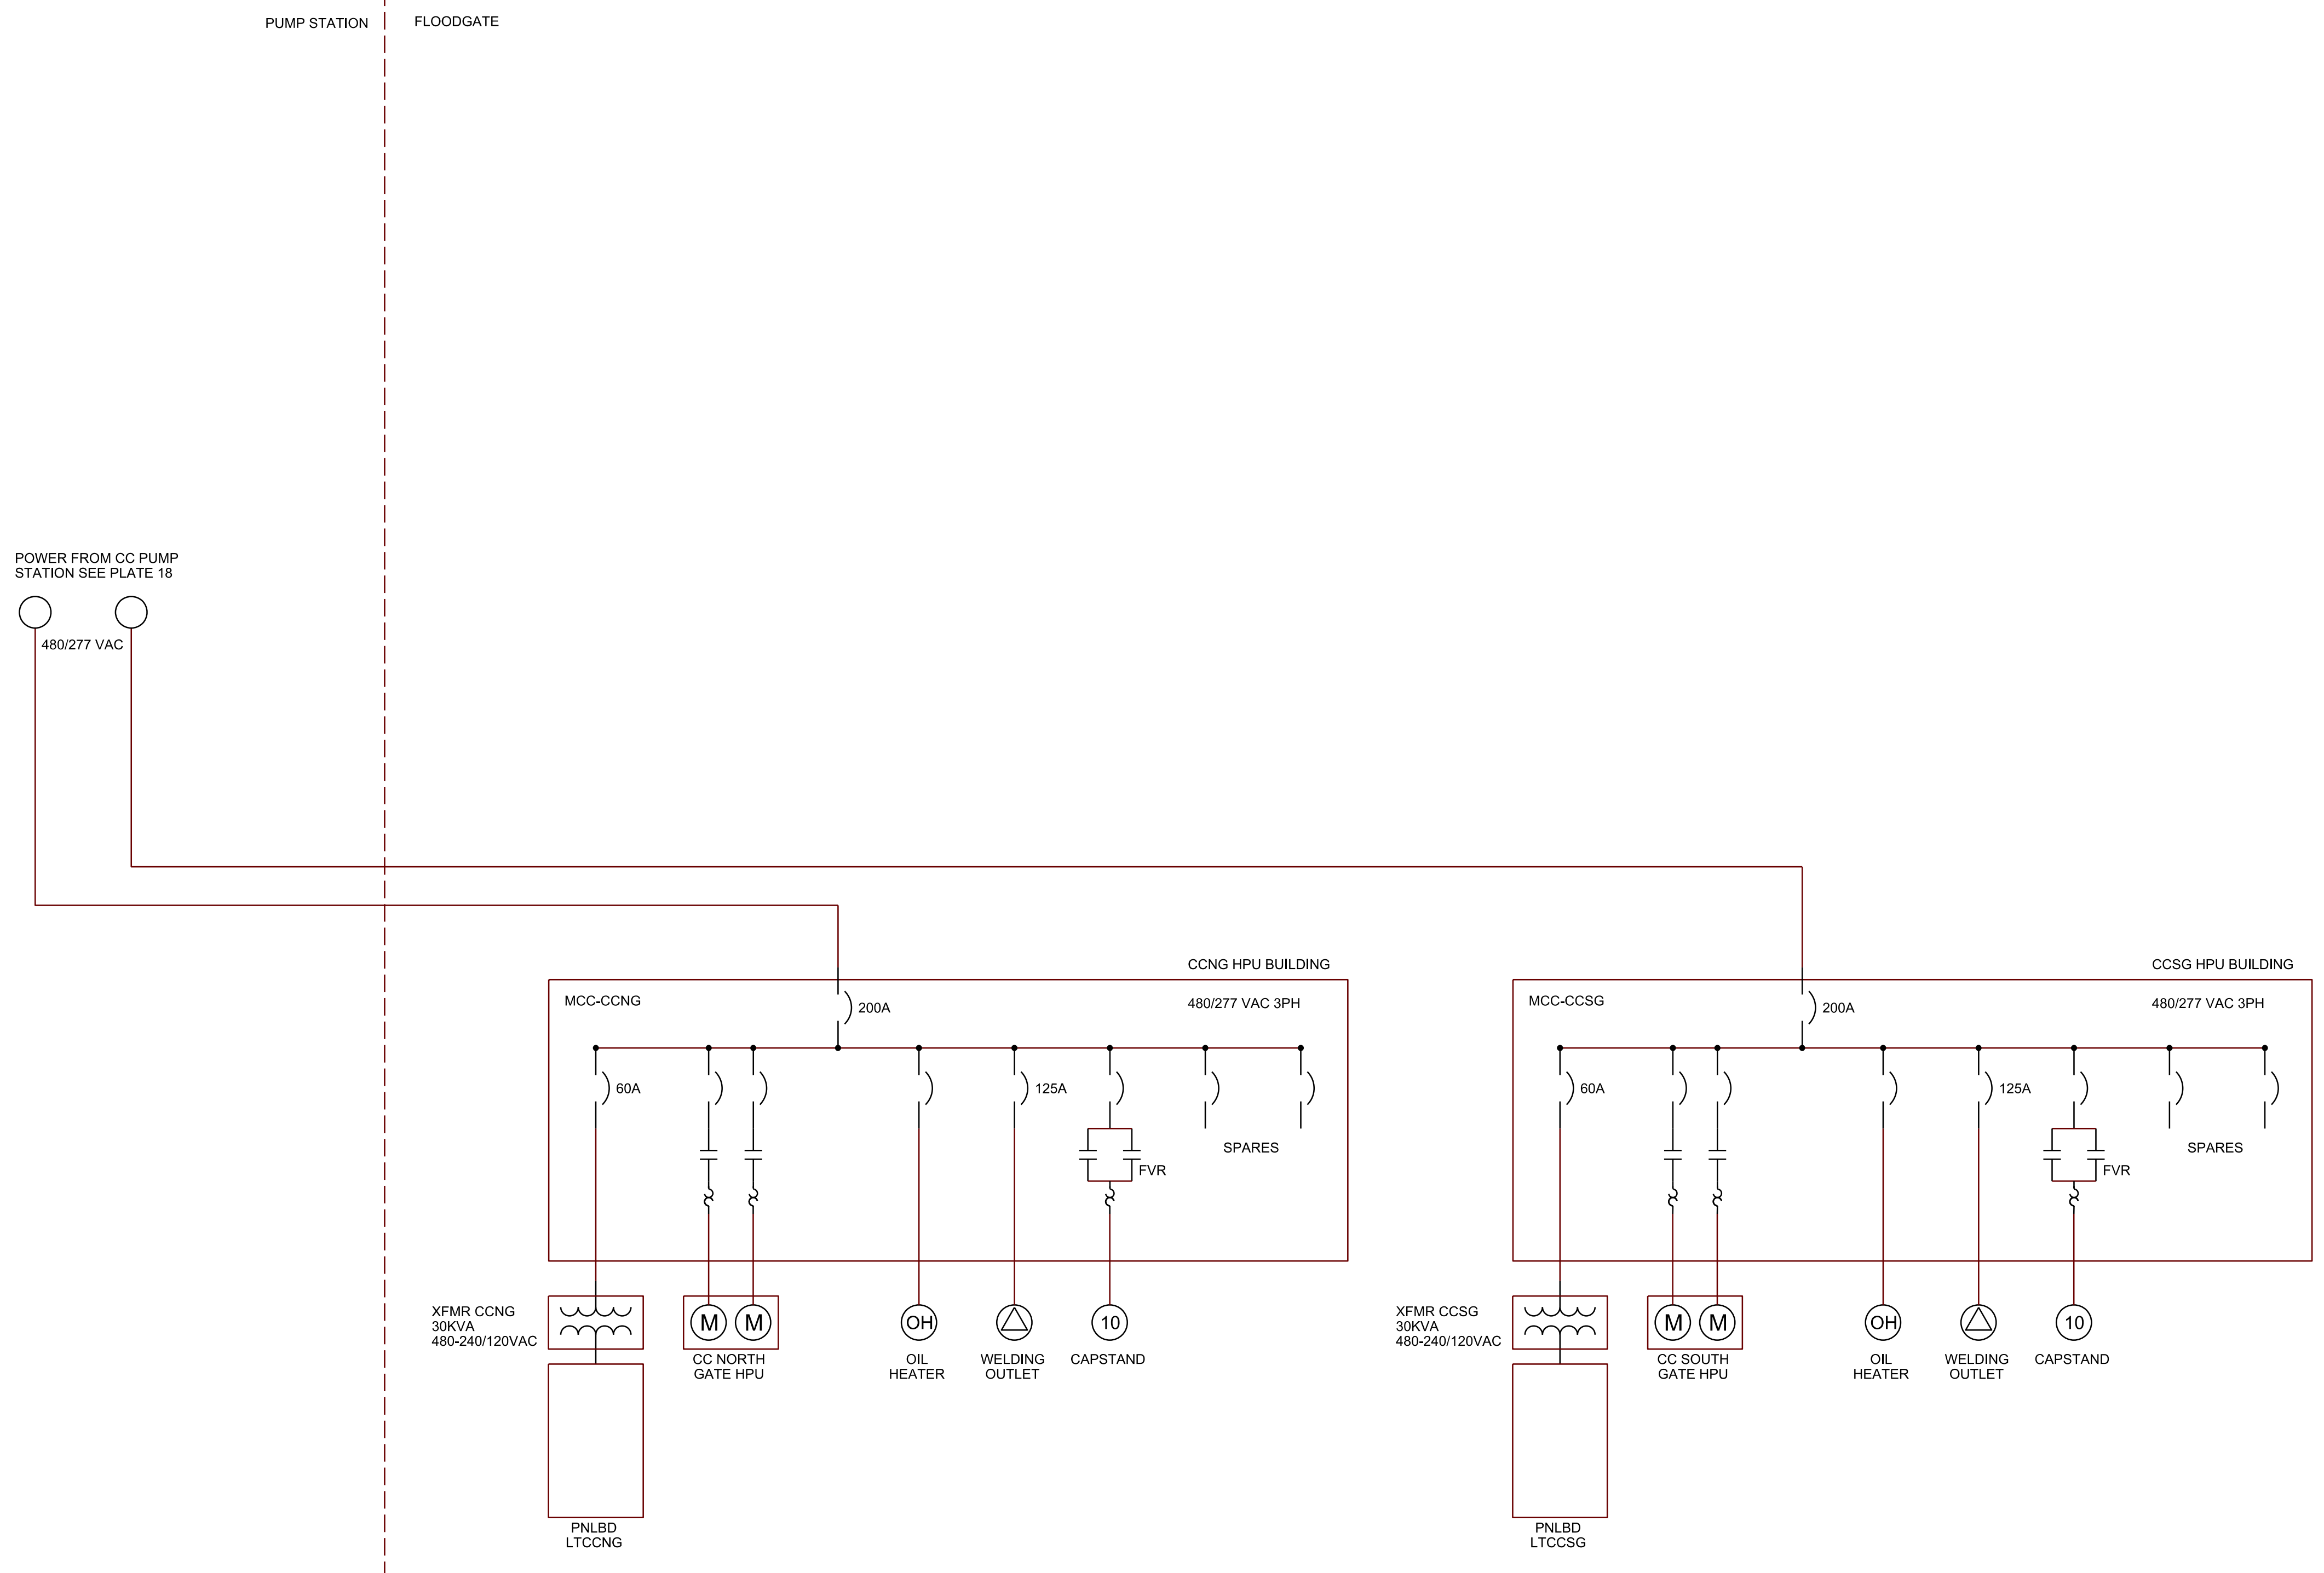 PUMP STATION
FLOODGATE
POWER FROM CC PUMP
STATION SEE PLATE 18
480/277 VAC
CCNG HPU BUILDING
MCC-CCNG
480/277 VAC 3PH
200A
60A
125A
SPARES
FVR
XFMR CCNG
30KVA
480-240/120VAC
M
M
OH
10
CC NORTH
GATE HPU
OIL
HEATER
WELDING
OUTLET
CAPSTAND
PNLBD
LTCCNG
CCSG HPU BUILDING
MCC-CCSG
480/277 VAC 3PH
200A
60A
125A
SPARES
FVR
XFMR CCSG
30KVA
480-240/120VAC
M
M
OH
10
CC SOUTH
GATE HPU
OIL
HEATER
WELDING
OUTLET
CAPSTAND
PNLBD
LTCCSG